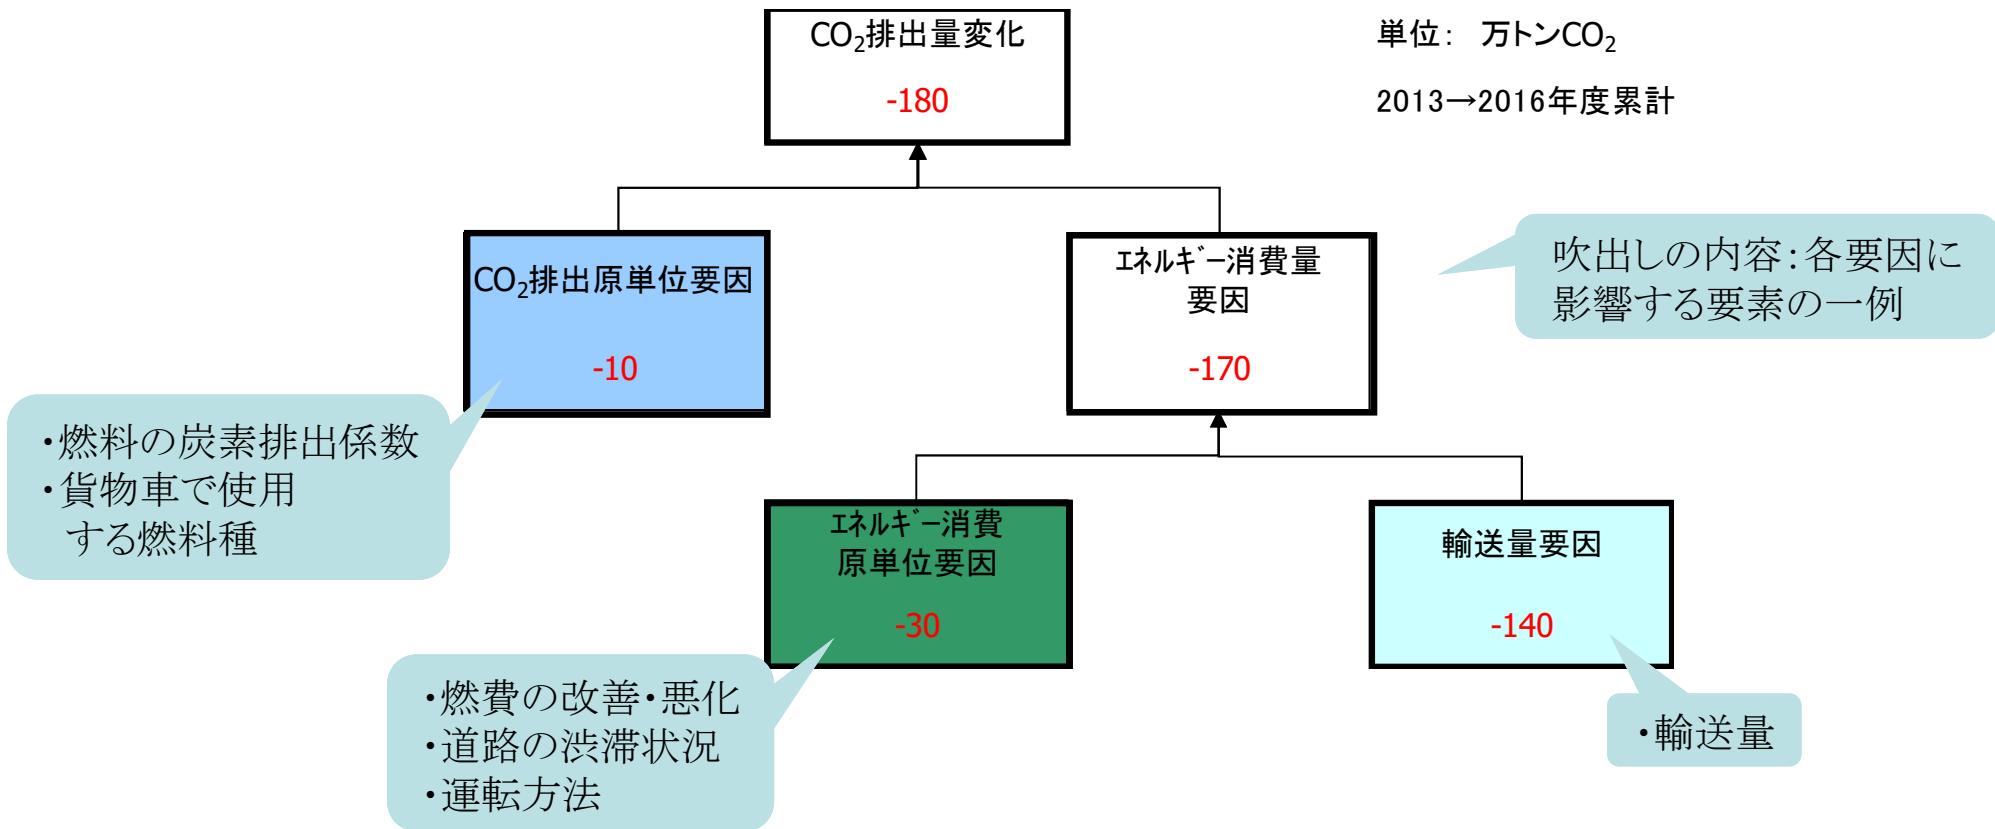 CO₂排出量変化
-180
単位： 万トンCO₂
2013→2016年度累計
CO₂排出原単位要因
-10
ｴﾈﾙｷﾞｰ消費量
要因
-170
吹出しの内容：各要因に
影響する要素の一例
・燃料の炭素排出係数
・貨物車で使用
する燃料種
ｴﾈﾙｷﾞｰ消費
原単位要因
-30
輸送量要因
-140
・燃費の改善・悪化
・道路の渋滞状況
・運転方法
・輸送量